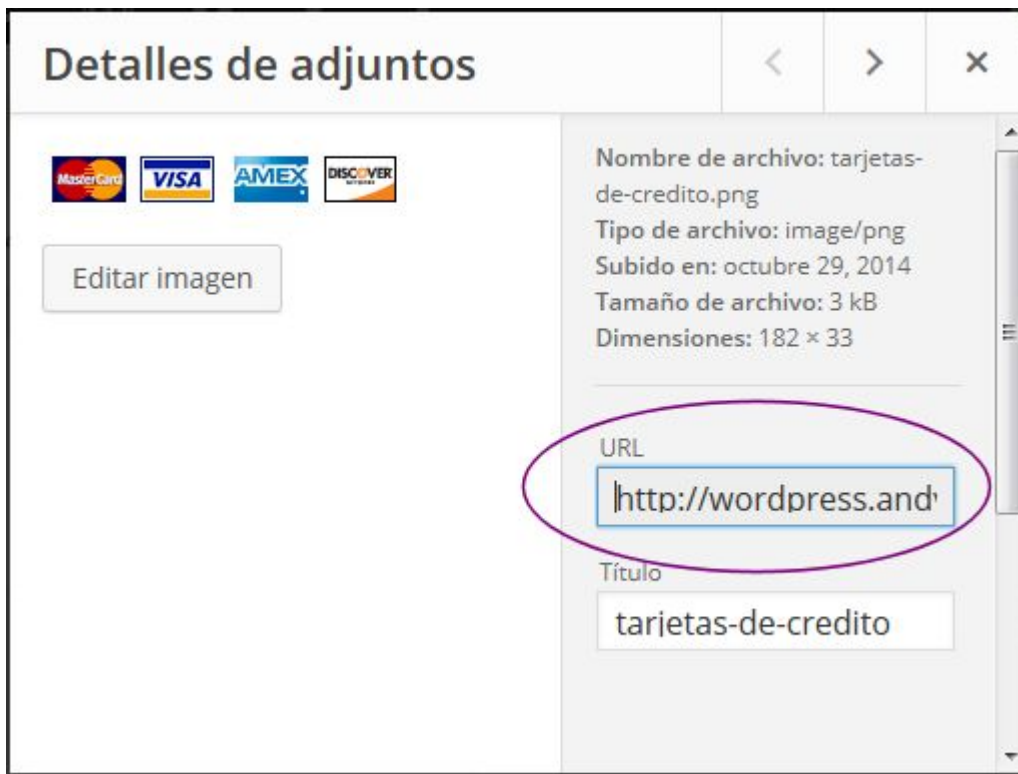 Detalles de adjuntos
MasterCard VISA AMEX DISCOVER
NETWORK
Editar imagen
Nombre de archivo: tarjetas-
de-credito.png
Tipo de archivo: image/png
Subido en: octubre 29, 2014
Tamaño de archivo: 3 kB
Dimensiones: 182 × 33
URL
http://wordpress.and
Título
tarjetas-de-credito